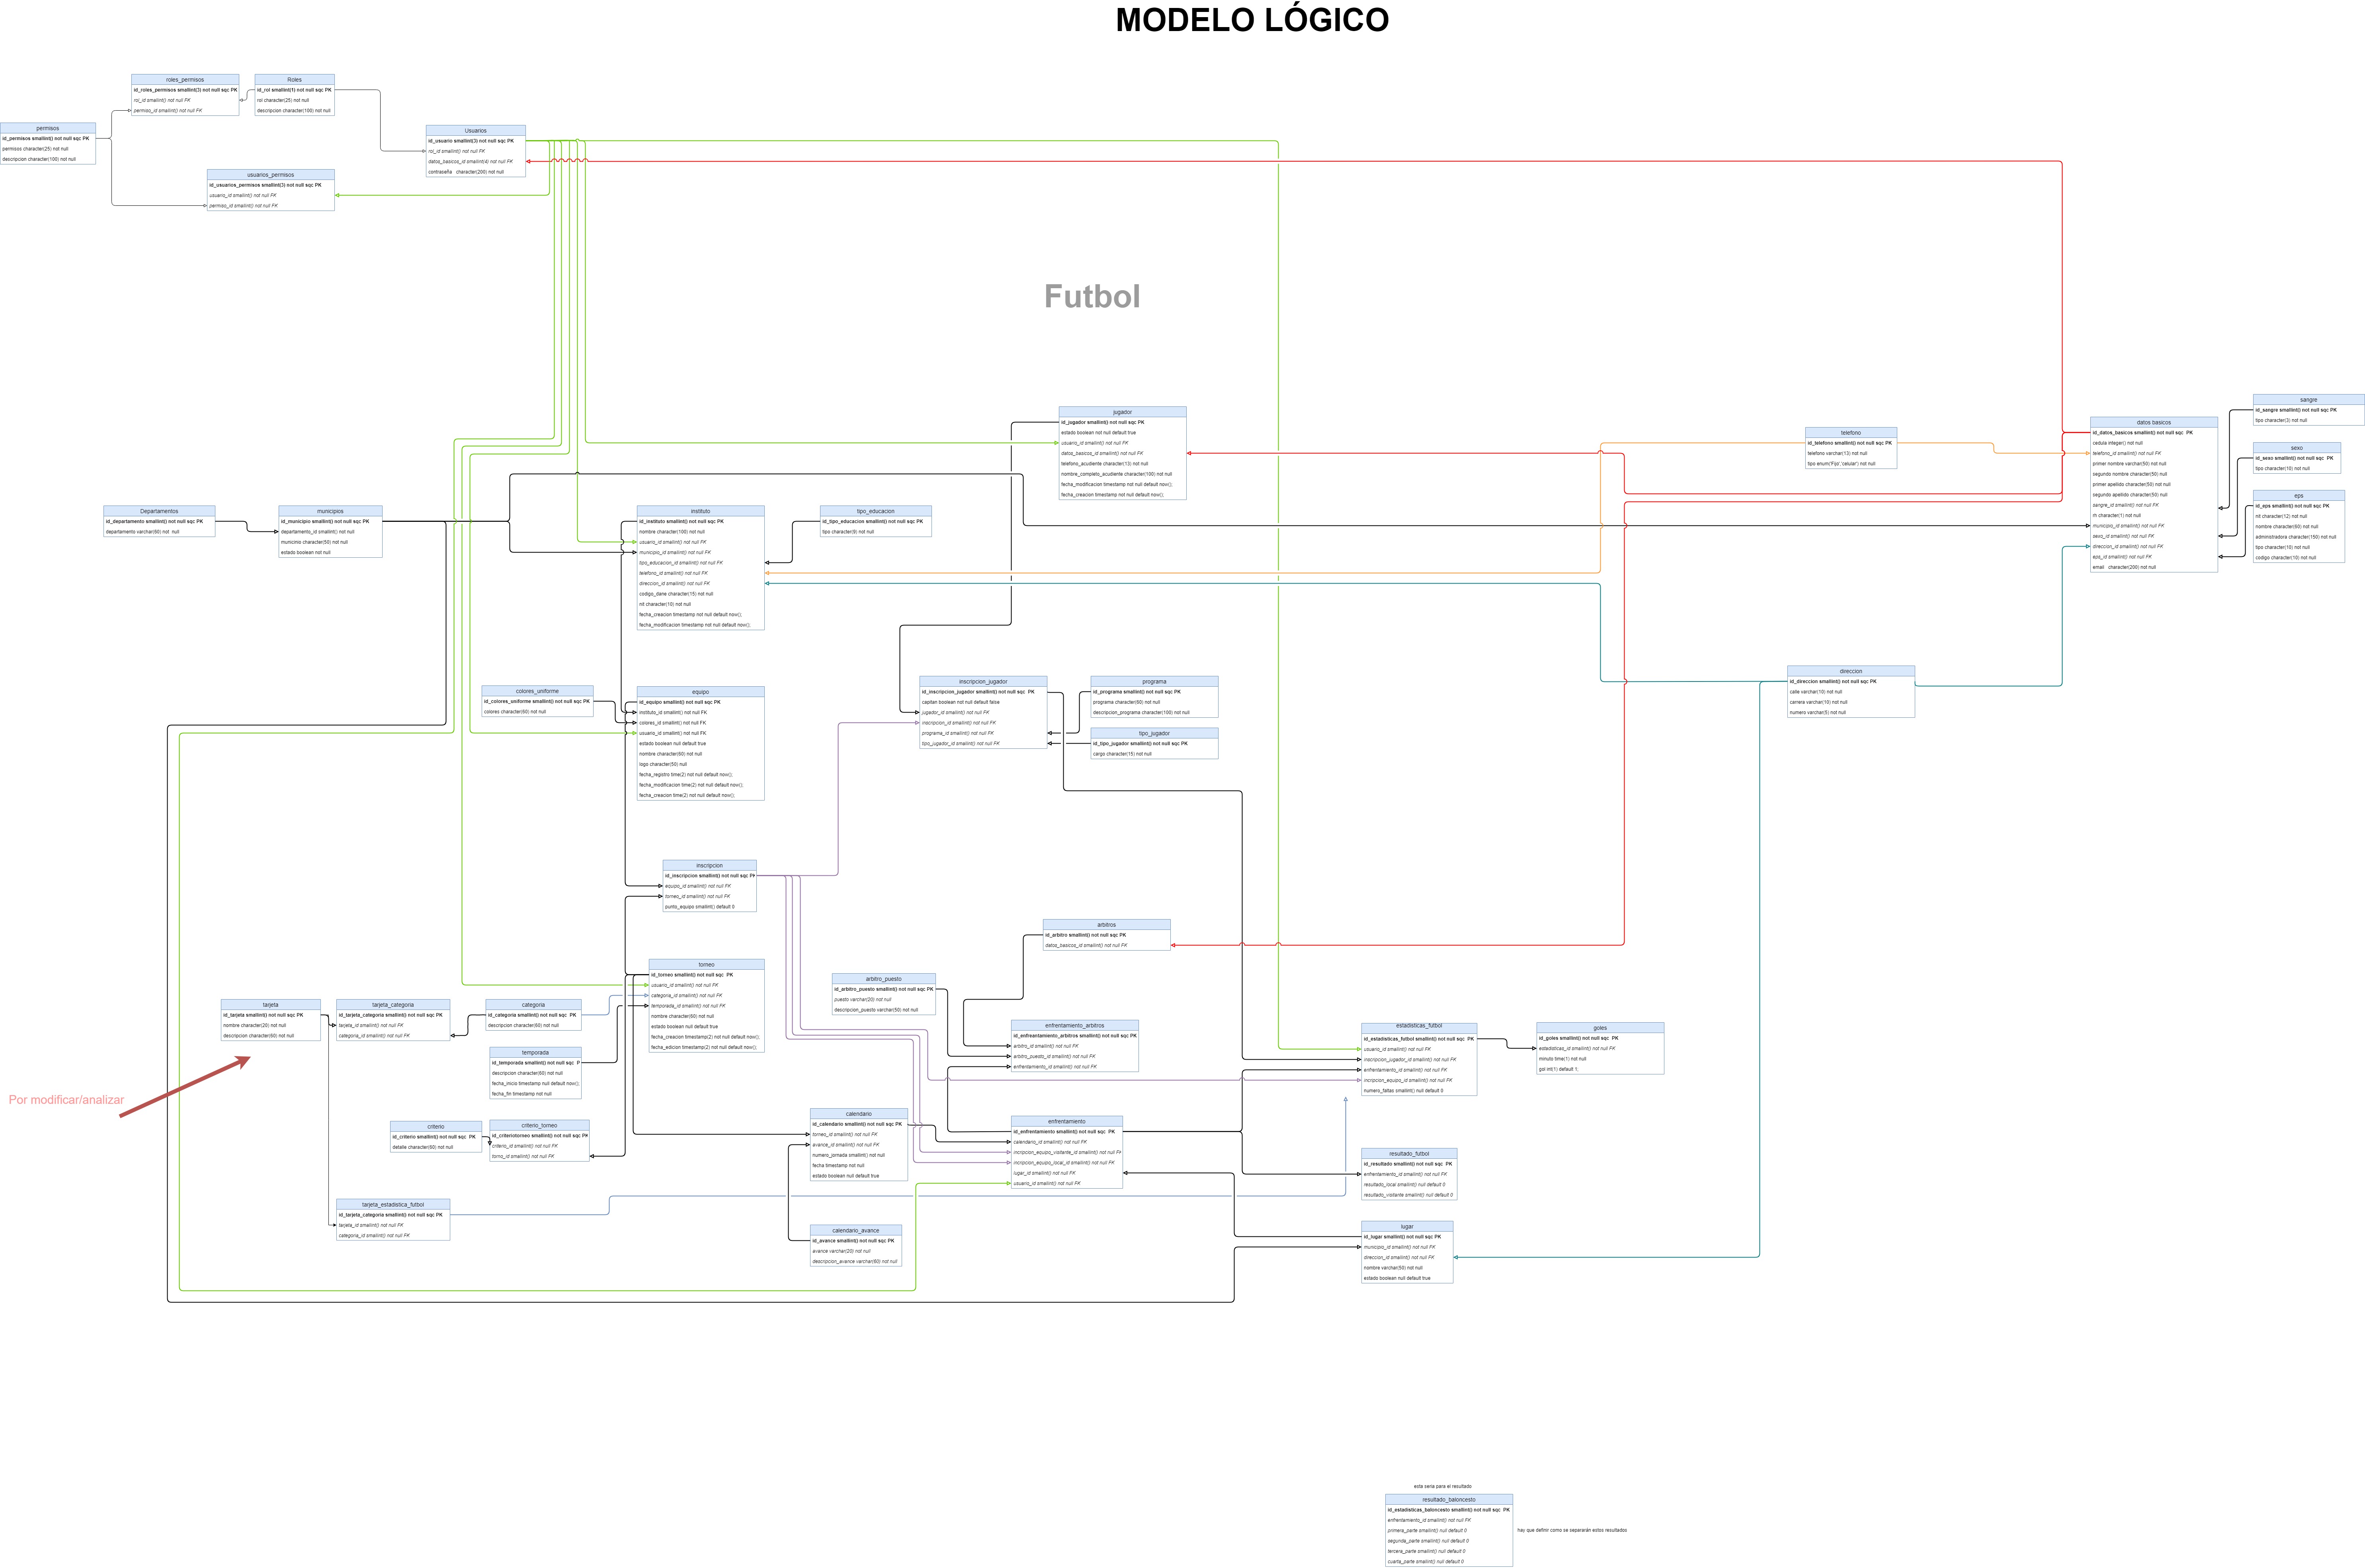 MODELO LÓGICO
roles_permisos
id_roles_permisos smallint(3) not null sqc PK
rol_id smallint() not null FK
permiso_id smallint() not null FK
Roles
id_rol smallint(1) not null sqc PK
rol character(25) not null
descripcion character(100) not null
permisos
id_permisos smallint() not null sqc PK
permisos character(25) not null
descripcion character(100) not null
Usuarios
id_usuario smallint(3) not null sqc PK
rol_id smallint() not null FK
datos_basicos_id smallint(4) not null FK
contraseña character(200) not null
usuarios_permisos
id_usuarios_permisos smallint(3) not null sqc PK
usuario_id smallint() not null FK
permiso_id smallint() not null FK
Futbol
jugador
id_jugador smallint() not null sqc PK
estado boolean not null default true
usuario_id smallint() not null FK
datos_basicos_id smallint() not null FK
telefono_acudiente character(13) not null
nombre_completo_acudiente character(100) not null
fecha_modificacion timestamp not null default now();
fecha_creacion timestamp not null default now();
telefono
id_telefono smallint() not null sqc PK
telefono varchar(13) not null
tipo enum('Fijo','celular') not null
datos basicos
id_datos_basicos smallint() not null sqc PK
cedula integer() not null
telefono_id smallint() not null FK
primer nombre varchar(50) not null
segundo nombre character(50) null
primer apellido character(50) not null
segundo apellido character(50) null
sangre_id smallint() not null FK
rh character(1) not null
municipio_id smallint() not null FK
sexo_id smallint() not null FK
direccion_id smallint() not null FK
eps_id smallint() not null FK
email character(200) not null
sangre
id_sangre smallint() not null sqc PK
tipo character(3) not null
sexo
id_sexo smallint() not null sqc PK
tipo character(10) not null
eps
id_eps smallint() not null sqc PK
nit character(12) not null
nombre character(60) not null
administradora character(150) not null
tipo character(10) not null
codigo character(10) not null
Departamentos
id_departamento smallint() not null sqc PK
departamento varchar(60) not null
municipios
id_municipio smallint() not null sqc PK
departamento_id smallint() not null
municinio character(50) not null
estado boolean not null
instituto
id_instituto smallint() not null sqc PK
nombre character(100) not null
usuario_id smallint() not null FK
municipio_id smallint() not null FK
tipo_educacion_id smallint() not null FK
telefono_id smallint() not null FK
direccion_id smallint() not null FK
codigo_dane character(15) not null
nit character(10) not null
fecha_creacion timestamp not null default now();
fecha_modificacion timestamp not null default now();
tipo_educacion
id_tipo_educacion smallint() not null sqc PK
tipo character(9) not null
direccion
id_direccion smallint() not null sqc PK
calle varchar(10) not null
carrera varchar(10) not null
numero varchar(5) not null
colores_uniforme
id_colores_uniforme smallint() not null sqc PK
colores character(60) not null
equipo
id_equipo smallint() not null sqc PK
instituto_id smallint() not null FK
colores_id smallint() not null FK
usuario_id smallint() not null FK
estado boolean null default true
nombre character(60) not null
logo character(50) null
fecha_registro time(2) not null default now();
fecha_modificacion time(2) not null default now();
fecha_creacion time(2) not null default now();
inscripcion_jugador
id_inscripcion_jugador smallint() not null sqc PK
capitan boolean not null default false
jugador_id smallint() not null FK
inscripcion_id smallint() not null FK
programa_id smallint() not null FK
tipo_jugador_id smallint() not null FK
programa
id_programa smallint() not null sqc PK
programa character(80) not null
descripcion_programa character(100) not null
tipo_jugador
id_tipo_jugador smallint() not null sqc PK
cargo character(15) not null
inscripcion
id_inscripcion smallint() not null sqc PK
equipo_id smallint() not null FK
torneo_id smallint() not null FK
punto_equipo smallint() default 0
arbitros
id_arbitro smallint() not null sqc PK
datos_basicos_id smallint() not null FK
torneo
id_torneo smallint() not null sqc PK
usuario_id smallint() not null FK
categoria_id smallint() not null FK
temporada_id smallint() not null FK
nombre character(60) not null
estado boolean null default true
fecha_creacion timestamp(2) not null default now();
fecha_edicion timestamp(2) not null default now();
arbitro_puesto
id_arbitro_puesto smallint() not null sqc PK
puesto varchar(20) not null
descripcion_puesto varchar(50) not null
tarjeta
id_tarjeta smallint() not null sqc PK
nombre character(20) not null
descripcion character(60) not null
tarjeta_categoria
id_tarjeta_categoria smallint() not null sqc PK
tarjeta_id smallint() not null FK
categoria_id smallint() not null FK
categoria
id_categoria smallint() not null sqc PK
descripcion character(60) not null
enfrentamiento_arbitros
id_enfreantamiento_arbitros smallint() not null sqc PK
arbitro_id smallint() not null FK
arbitro_puesto_id smallint() not null FK
enfrentamiento_id smallint() not null FK
estadisticas_futbol
id_estadisticas_futbol smallint() not null sqc PK
usuario_id smallint() not null FK
inscripcion_jugador_id smallint() not null FK
enfrentamiento_id smallint() not null FK
incripcion_equipo_id smallint() not null FK
numero_faltas smallint() null default 0
goles
id_goles smallint() not null sqc PK
estadisticas_id smallint() not null FK
minuto time(1) not null
gol int(1) default 1;
temporada
id_temporada smallint() not null sqc P
descripcion character(60) not null
fecha_inicio timestamp null default now();
fecha_fin timestamp not null
Por modificar/analizar
criterio
id_criterio smallint() not null sqc PK
detalle character(60) not null
criterio_torneo
id_criteriotorneo smallint() not null sqc PK
criterio_id smallint() not null FK
torno_id smallint() not null FK
calendario
id_calendario smallint() not null sqc PK
torneo_id smallint() not null FK
avance_id smallint() not null FK
numero_jornada smallint() not null
fecha timestamp not null
estado boolean null default true
enfrentamiento
id_enfrentamiento smallint() not null sqc PK
calendario_id smallint() not null FK
incripcion_equipo_visitante_id smallint() not null FK
incripcion_equipo_local_id smallint() not null FK
lugar_id smallint() not null FK
usuario_id smallint() not null FK
resultado_futbol
id_resultado smallint() not null sqc PK
enfrentamiento_id smallint() not null FK
resultado_local smallint() null default 0
resultado_visitante smallint() null default 0
tarjeta_estadistica_futbol
id_tarjeta_categoria smallint() not null sqc PK
tarjeta_id smallint() not null FK
categoria_id smallint() not null FK
calendario_avance
id_avance smallint() not null sqc PK
avance varchar(20) not null
descripcion_avance varchar(60) not null
lugar
id_lugar smallint() not null sqc PK
municipio_id smallint() not null FK
direccion_id smallint() not null FK
nombre varchar(50) not null
estado boolean null default true
esta seria para el resultado
resultado_baloncesto
id_estadisticas_baloncesto smallint() not null sqc PK
enfrentamiento_id smallint() not null FK
primera_parte smallint() null default 0
segunda_parte smallint() null default 0
tercera_parte smallint() null default 0
cuarta_parte smallint() null default 0
hay que definir como se separarán estos resultados